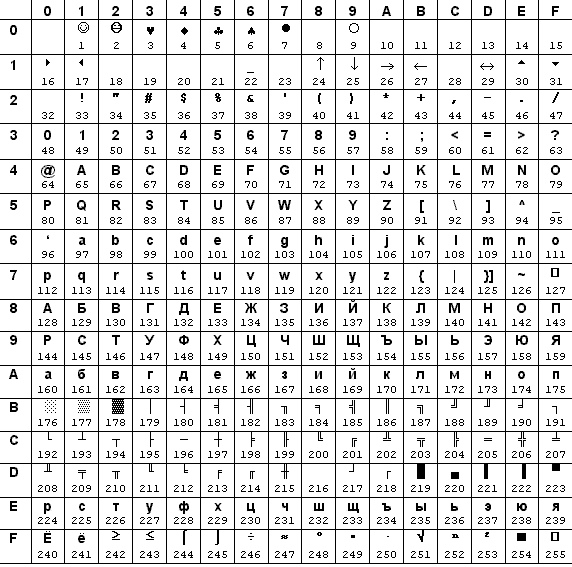 0 1 2 3 4 5 6 7 8 9 A B C D E F
0 ☺ ☻ ♥ ♦ ♣ ♠ ● ○
1 2 3 4 5 6 7 8 9 10 11 12 13 14 15
1 ‣ ◂ _ ↑ ↓ → ← ↔ ▲ ▼
16 17 18 19 20 21 22 23 24 25 26 27 28 29 30 31
2 ! " # $ % & ' ( ) * + , - . /
32 33 34 35 36 37 38 39 40 41 42 43 44 45 46 47
3 0 1 2 3 4 5 6 7 8 9 : ; < = > ?
48 49 50 51 52 53 54 55 56 57 58 59 60 61 62 63
4 @ A B C D E F G H I J K L M N O
64 65 66 67 68 69 70 71 72 73 74 75 76 77 78 79
5 P Q R S T U V W X Y Z [ \ ] ^ _
80 81 82 83 84 85 86 87 88 89 90 91 92 93 94 95
6 ‘ a b c d e f g h i j k l m n o
96 97 98 99 100 101 102 103 104 105 106 107 108 109 110 111
7 p q r s t u v w x y z { | }] ~ ▯
112 113 114 115 116 117 118 119 120 121 122 123 124 125 126 127
8 А Б В Г Д Е Ж З И Й К Л М Н О П
128 129 130 131 132 133 134 135 136 137 138 139 140 141 142 143
9 Р С Т У Ф Х Ц Ч Ш Щ Ъ Ы Ь Э Ю Я
144 145 146 147 148 149 150 151 152 153 154 155 156 157 158 159
A а б в г д е ж з и й к л м н о п
160 161 162 163 164 165 166 167 168 169 170 171 172 173 174 175
B ░ ▒ ▓ │ ┤ ╡ ╢ ╖ ╕ ╣ ║ ╗ ╝ ╜ ╛ ┐
176 177 178 179 180 181 182 183 184 185 186 187 188 189 190 191
C └ ┴ ┬ ├ ─ ┼ ╞ ╟ ╚ ╔ ╩ ╦ ╠ ═ ╬ ╧
192 193 194 195 196 197 198 199 200 201 202 203 204 205 206 207
D ╨ ╤ ╥ ╙ ╘ ╒ ╓ ╫ ┘ ┌ █ ▄ ▌ ▐ ▀
208 209 210 211 212 213 214 215 216 217 218 219 220 221 222 223
E р с т у ф х ц ч ш щ ъ ы ь э ю я
224 225 226 227 228 229 230 231 232 233 234 235 236 237 238 239
F Ё ё ≥ ≤ ⌠ ⌡ ÷ ≈ ° ▪ · √ ⁿ ² ■ ▯
240 241 242 243 244 245 246 247 248 249 250 251 252 253 254 255